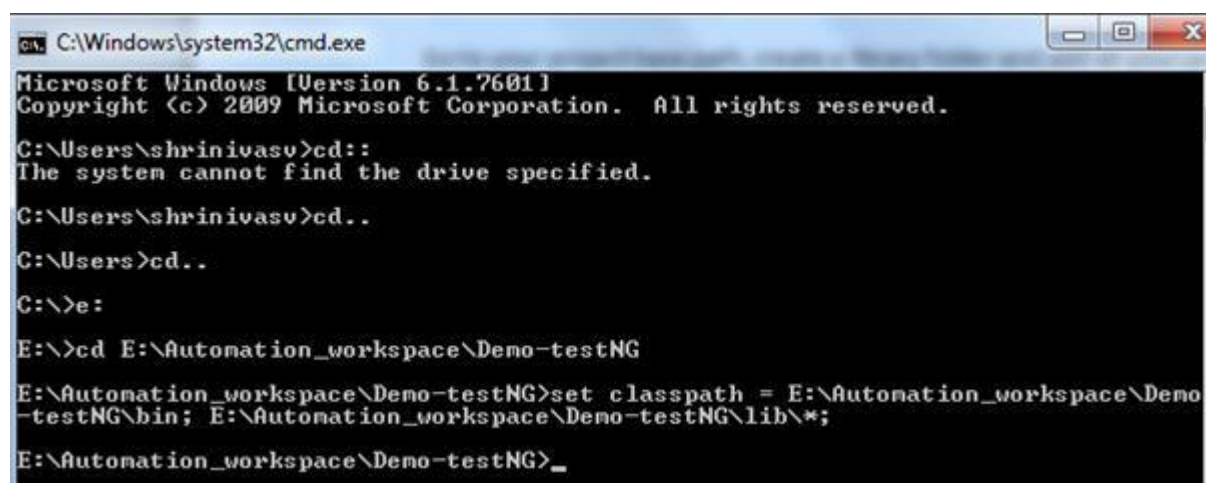 C:\Windows\system32\cmd.exe
Microsoft Windows [Version 6.1.7601]
Copyright (c) 2009 Microsoft Corporation.  All rights reserved.
C:\Users\shrinivasv>cd::
The system cannot find the drive specified.
C:\Users\shrinivasv>cd..
C:\Users>cd..
C:\>e:
E:\>cd E:\Automation_workspace\Demo-testNG
E:\Automation_workspace\Demo-testNG>set classpath = E:\Automation_workspace\Demo
-testNG\bin; E:\Automation_workspace\Demo-testNG\lib\*;
E:\Automation_workspace\Demo-testNG>_